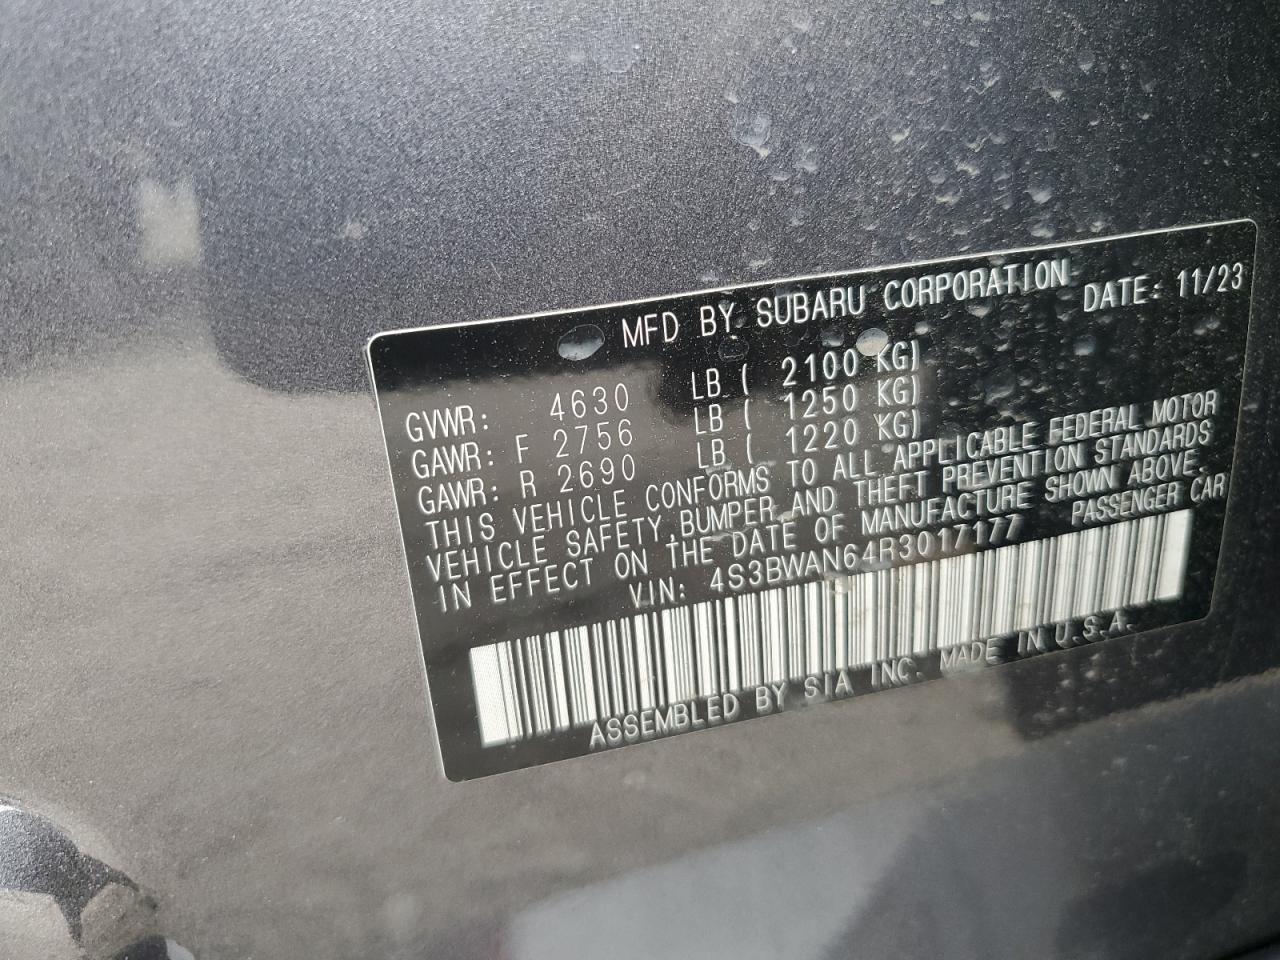 MFD BY SUBARU CORPORATION DATE: 11/23
GVWR: 4630 LB ( 2100 KG)
GAWR: F 2756 LB ( 1250 KG)
GAWR: R 2690 LB ( 1220 KG)
THIS VEHICLE CONFORMS TO ALL APPLICABLE FEDERAL MOTOR
VEHICLE SAFETY,BUMPER AND THEFT PREVENTION STANDARDS
IN EFFECT ON THE DATE OF MANUFACTURE SHOWN ABOVE.
VIN: 4S3BWAN64R3017177 PASSENGER CAR
ASSEMBLED BY SIA INC. MADE IN U.S.A.